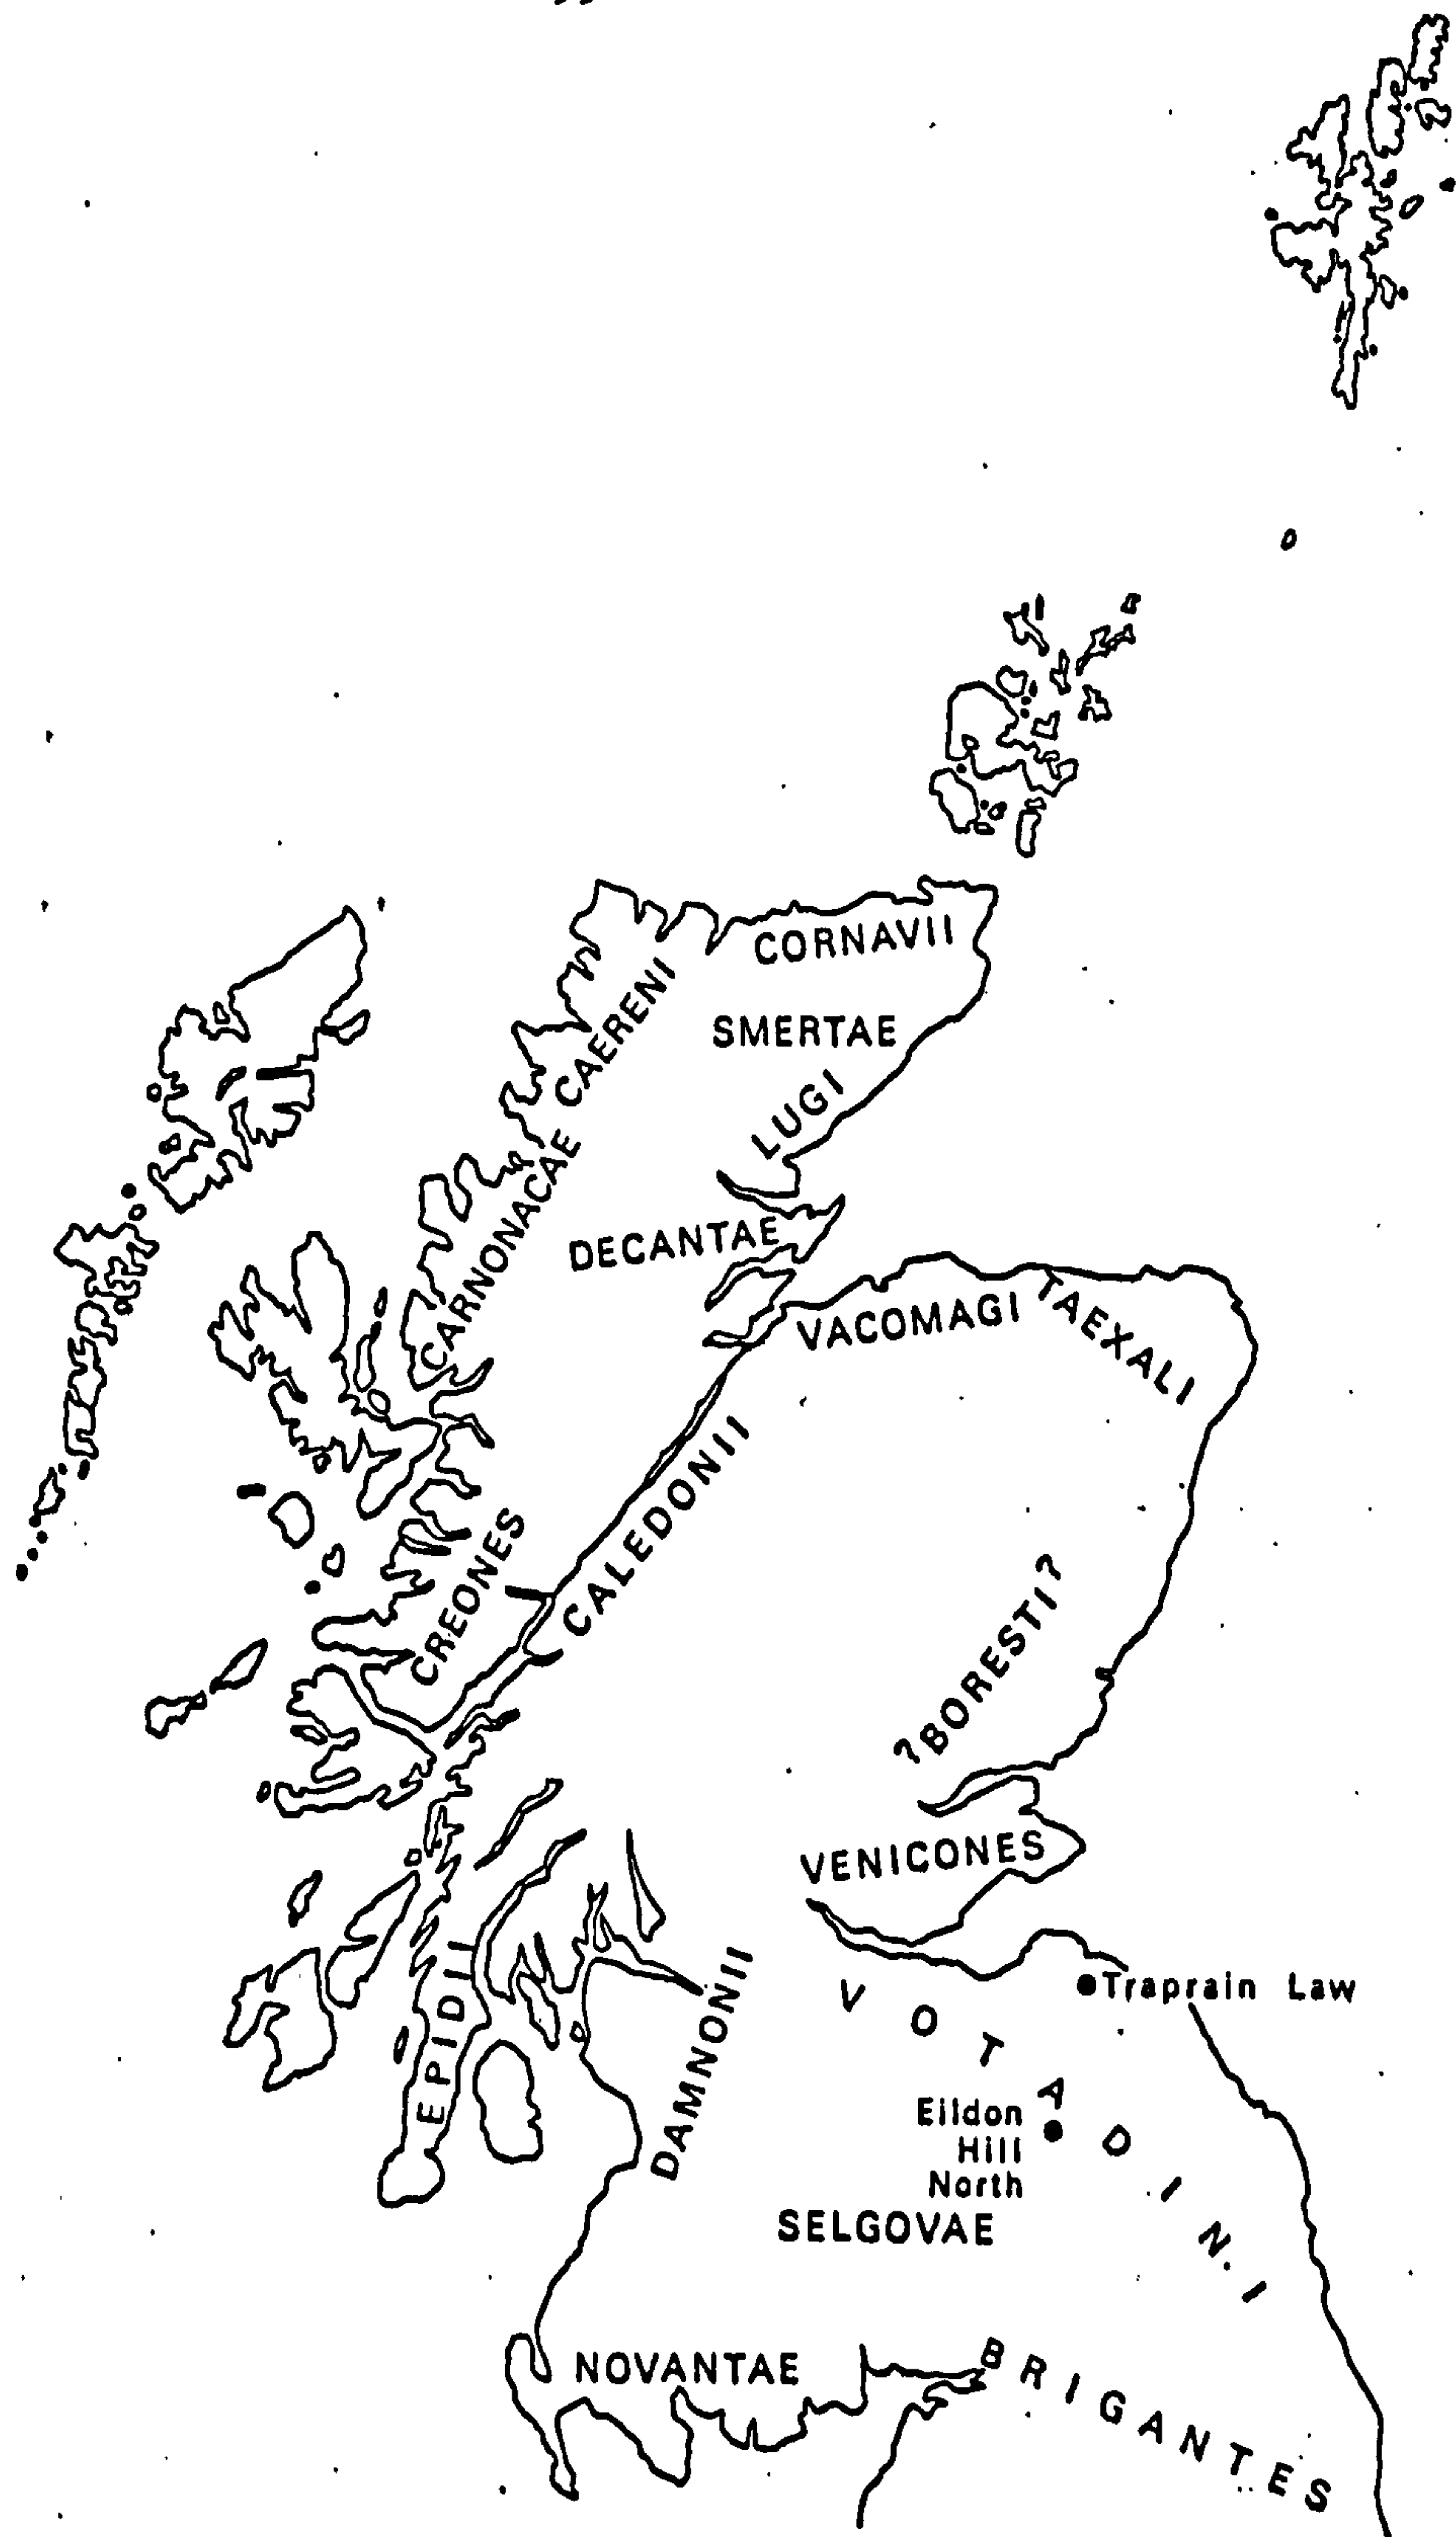 CORNAVII
CAERENI
SMERTAE
LUGI
CARNONACAE
DECANTAE
VACOMAGI
TAEXALI
CALEDONII
CREONES
?BORESTI?
VENICONES
EPIDII
DAMNONII
VOTADINI
Traprain Law
Eildon
Hill
North
SELGOVAE
NOVANTAE
BRIGANTES